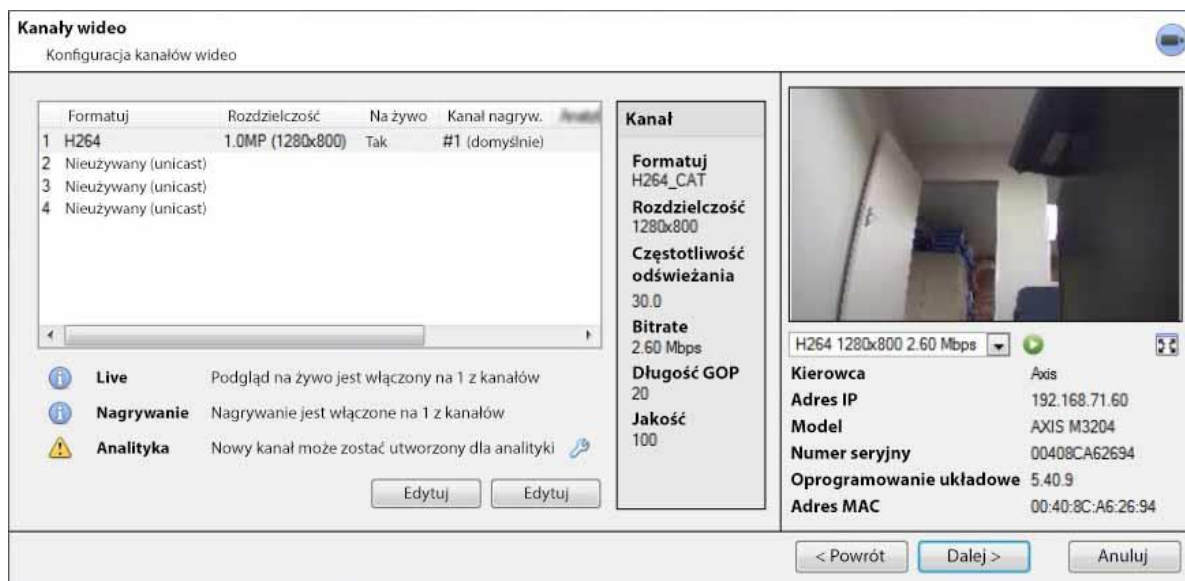 Kanały wideo
Konfiguracja kanałów wideo
Formatuj Rozdzielczość Na żywo Kanał nagryw.
1 H264 1.0MP (1280x800) Tak #1 (domyślnie)
2 Nieużywany (unicast)
3 Nieużywany (unicast)
4 Nieużywany (unicast)
Live Podgląd na żywo jest włączony na 1 z kanałów
Nagrywanie Nagrywanie jest włączone na 1 z kanałów
Analityka Nowy kanał może zostać utworzony dla analityki
Edytuj Edytuj
Kanał
Formatuj
H264_CAT
Rozdzielczość
1280x800
Częstotliwość
odświeżania
30.0
Bitrate
2.60 Mbps
Długość GOP
20
Jakość
100
H264 1280x800 2.60 Mbps
Kierowca Axis
Adres IP 192.168.71.60
Model AXIS M3204
Numer seryjny 00408CA62694
Oprogramowanie układowe 5.40.9
Adres MAC 00:40:8C:A6:26:94
< Powrót Dalej > Anuluj